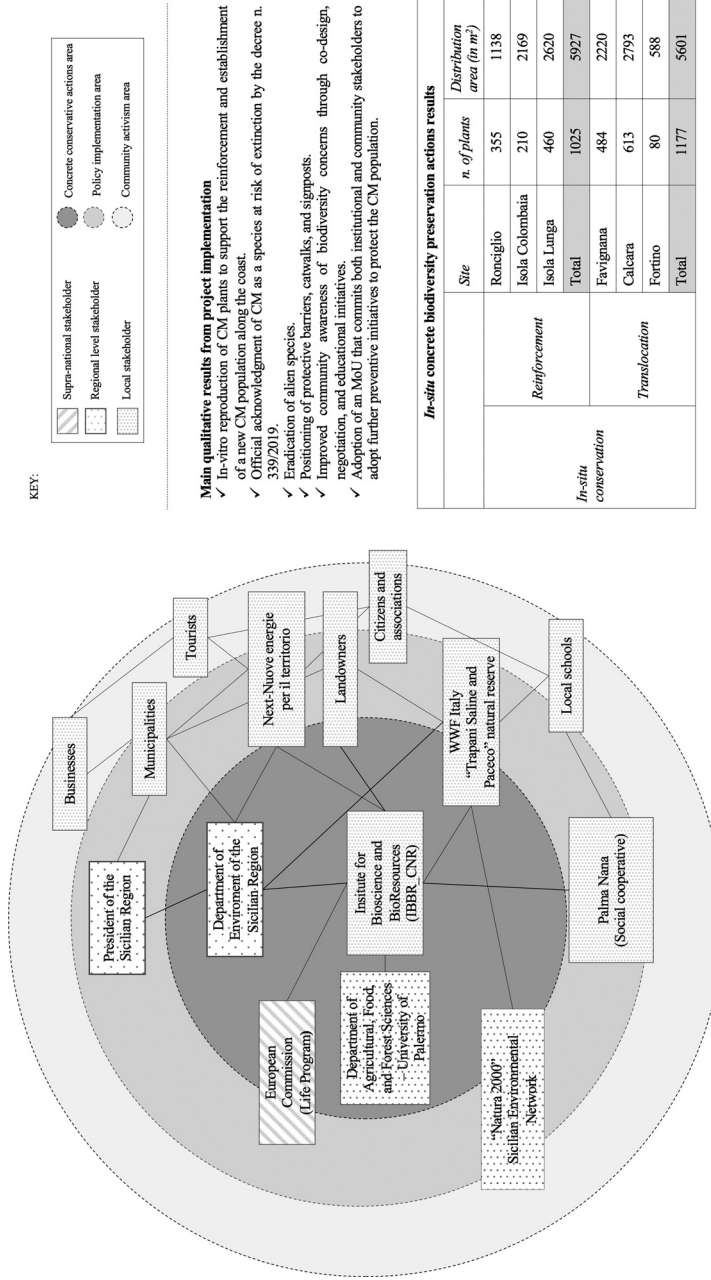 KEY:
Supra-national stakeholder
Regional level stakeholder
Local stakeholder
Concrete conservative actions area
Policy implementation area
Community activism area
Main qualitative results from project implementation
✓ In-vitro reproduction of CM plants to support the reinforcement and establishment
of a new CM population along the coast.
✓ Official acknowledgment of CM as a species at risk of extinction by the decree n.
339/2019.
✓ Eradication of alien species.
✓ Positioning of protective barriers, catwalks, and signposts.
✓ Improved community awareness of biodiversity concerns through co-design,
negotiation, and educational initiatives.
✓ Adoption of an MoU that commits both institutional and community stakeholders to
adopt further preventive initiatives to protect the CM population.
In-situ concrete biodiversity preservation actions results
Site n. of plants Distribution
area (in m²)
In-situ
conservation
Reinforcement
Ronciglio 355 1138
Isola Colombaia 210 2169
Isola Lunga 460 2620
Total 1025 5927
Translocation
Favignana 484 2220
Calcara 613 2793
Fortino 80 588
Total 1177 5601
Businesses
Tourists
President of the
Sicilian Region
Municipalities
Next-Nuove energie
per il territorio
Department of
Enviroment of the
Sicilian Region
Landowners
Citizens and
associations
European
Commission
(Life Program)
Insitute for
Bioscience and
BioResources
(IBBR_CNR)
Department of
Agricultural, Food,
and Forest Sciences
– University of
Palermo
WWF Italy
“Trapani Saline and
Paceco” natural reserve
“Natura 2000”
Sicilian Environmental
Network
Palma Nana
(Social cooperative)
Local schools